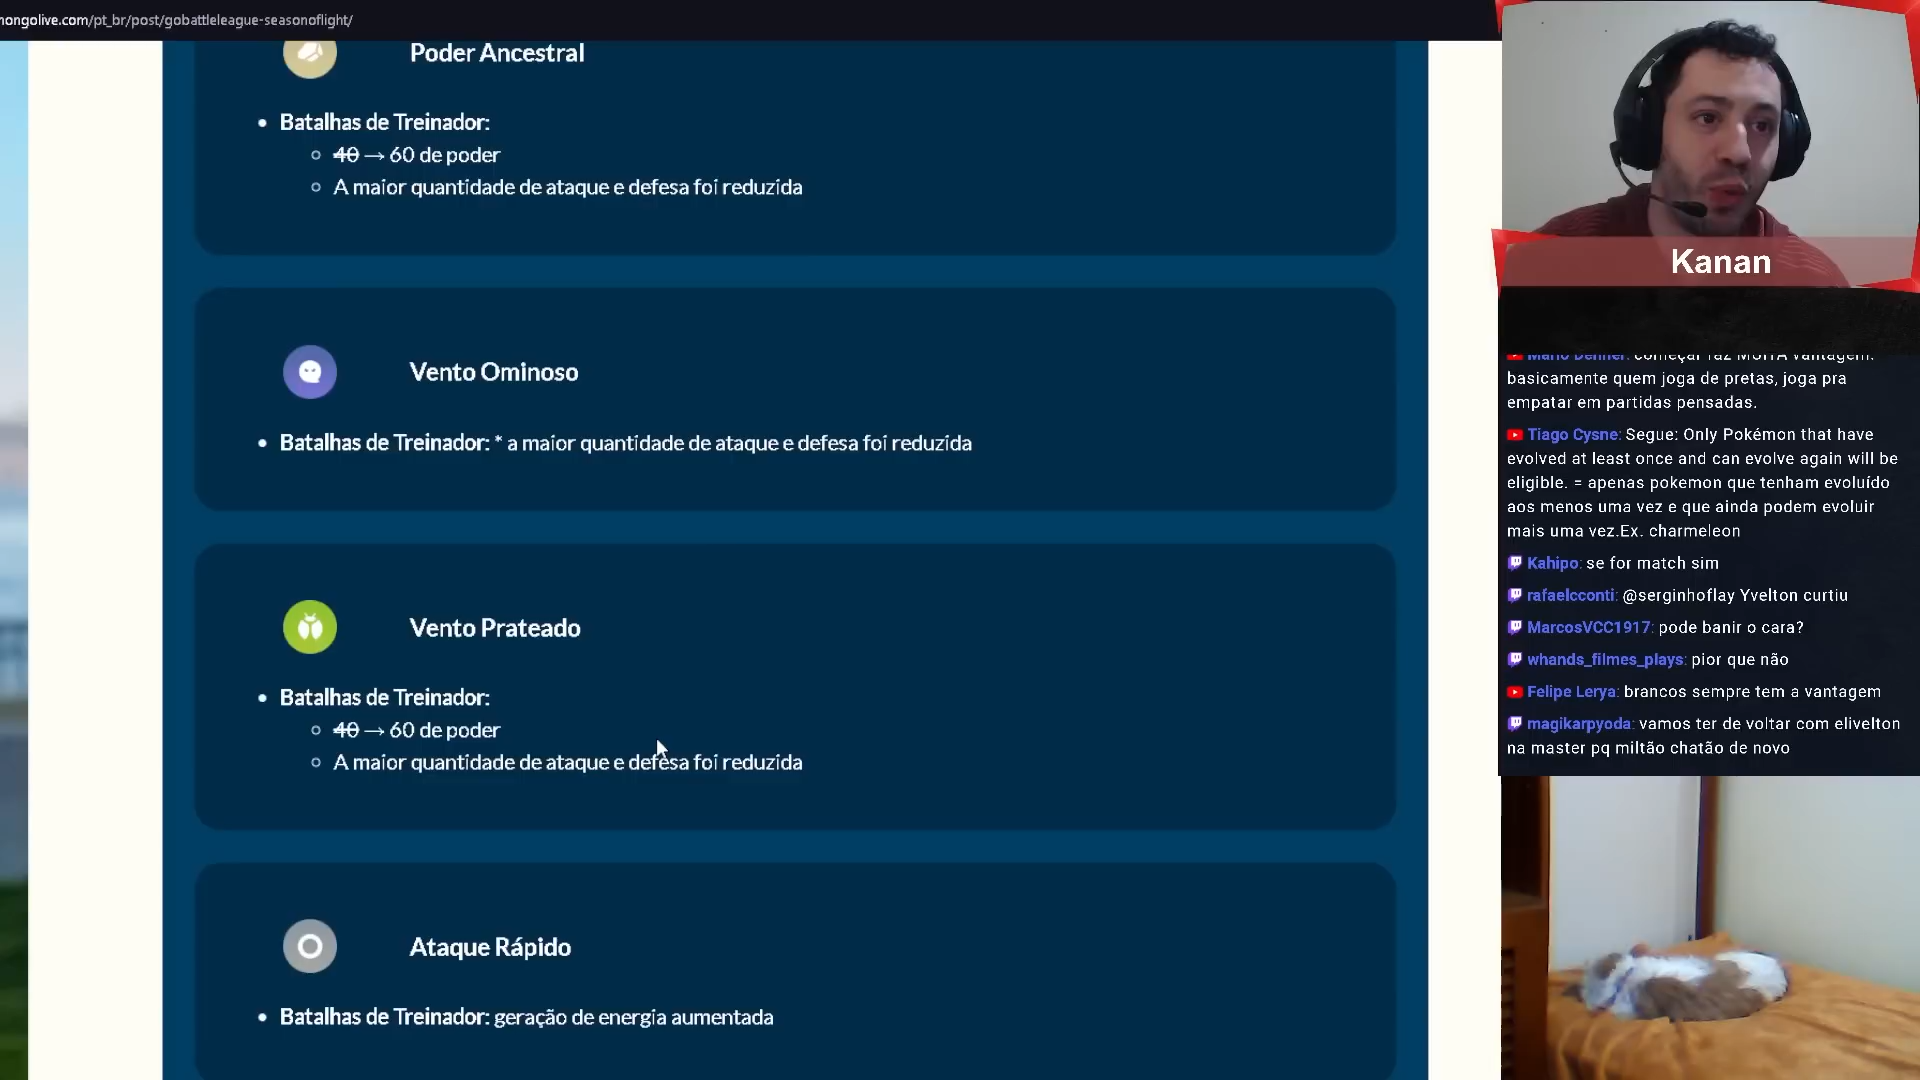 nongolive.com/pt_br/post/gobattleleague-seasonoflight/
Poder Ancestral
Batalhas de Treinador:
40 → 60 de poder
A maior quantidade de ataque e defesa foi reduzida
Vento Ominoso
Batalhas de Treinador: * a maior quantidade de ataque e defesa foi reduzida
Vento Prateado
Batalhas de Treinador:
40 → 60 de poder
A maior quantidade de ataque e defesa foi reduzida
Ataque Rápido
Batalhas de Treinador: geração de energia aumentada
Kanan
Mario Denner: começar faz MUITA vantagem.
basicamente quem joga de pretas, joga pra
empatar em partidas pensadas.
Tiago Cysne: Segue: Only Pokémon that have
evolved at least once and can evolve again will be
eligible. = apenas pokemon que tenham evoluído
aos menos uma vez e que ainda podem evoluir
mais uma vez.Ex. charmeleon
Kahipo: se for match sim
rafaelcconti: @serginhoflay Yvelton curtiu
MarcosVCC1917: pode banir o cara?
whands_filmes_plays: pior que não
Felipe Lerya: brancos sempre tem a vantagem
magikarpyoda: vamos ter de voltar com elivelton
na master pq miltão chatão de novo